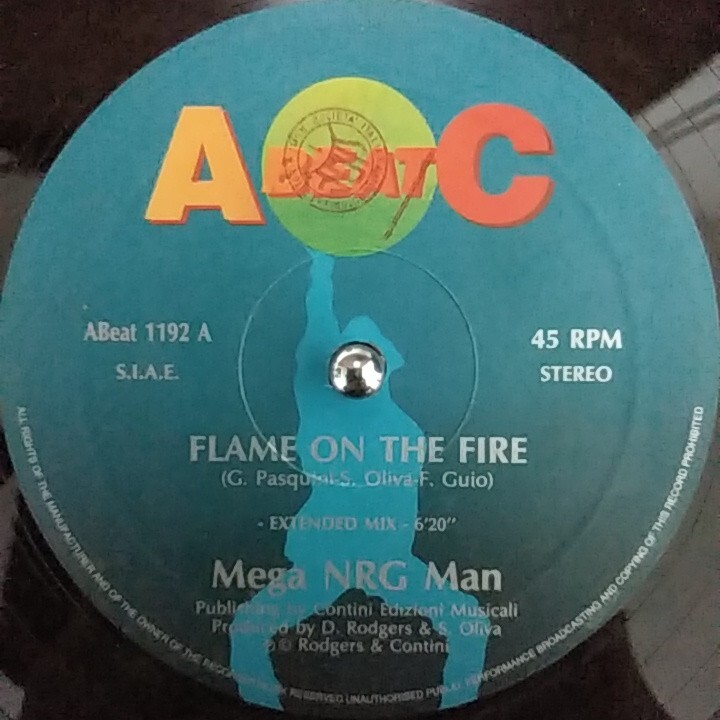 A BEAT C
ABeat 1192 A
45 RPM
S.I.A.E.
STEREO
FLAME ON THE FIRE
(G. Pasquini-S. Oliva-F. Guio)
- EXTENDED MIX - 6'20"
Mega NRG Man
Publishing by Contini Edizioni Musicali
Produced by D. Rodgers & S. Oliva
℗© Rodgers & Contini
ALL RIGHTS OF THE MANUFACTURER AND OF THE OWNER OF THE RECORDED WORK RESERVED UNAUTHORISED PUBLIC PERFORMANCE BROADCASTING AND COPYING OF THIS RECORD PROHIBITED